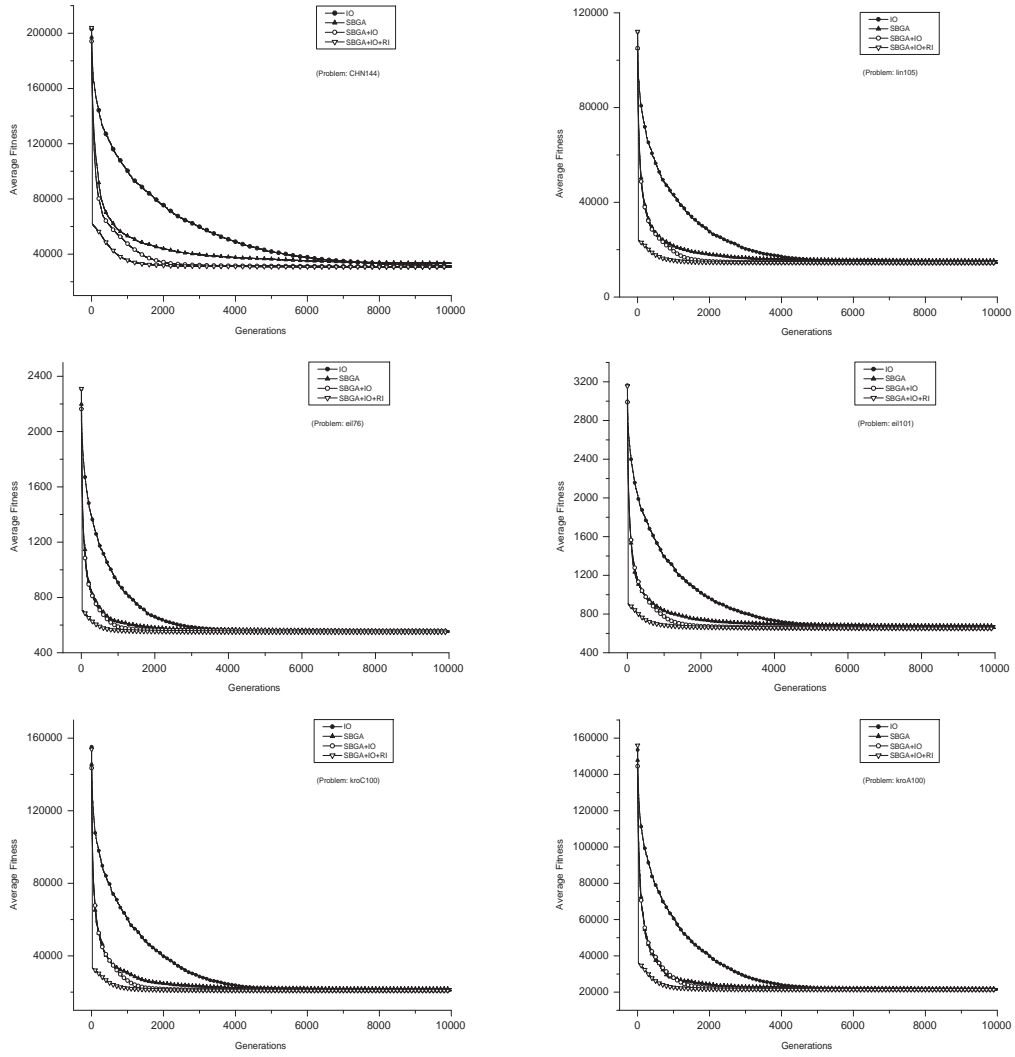 IO
SBGA
SBGA+IO
SBGA+IO+RI
(Problem: CHN144)
200000
160000
120000
80000
40000
Average Fitness
0 2000 4000 6000 8000 10000
Generations
IO
SBGA
SBGA+IO
SBGA+IO+RI
(Problem: lin105)
120000
80000
40000
0
Average Fitness
0 2000 4000 6000 8000 10000
Generations
IO
SBGA
SBGA+IO
SBGA+IO+RI
(Problem: eil76)
2400
2000
1600
1200
800
400
Average Fitness
0 2000 4000 6000 8000 10000
Generations
IO
SBGA
SBGA+IO
SBGA+IO+RI
(Problem: eil101)
3200
2800
2400
2000
1600
1200
800
400
Average Fitness
0 2000 4000 6000 8000 10000
Generations
IO
SBGA
SBGA+IO
SBGA+IO+RI
(Problem: kroC100)
160000
120000
80000
40000
Average Fitness
0 2000 4000 6000 8000 10000
Generations
IO
SBGA
SBGA+IO
SBGA+IO+RI
(Problem: kroA100)
160000
140000
120000
100000
80000
60000
40000
20000
Average Fitness
0 2000 4000 6000 8000 10000
Generations